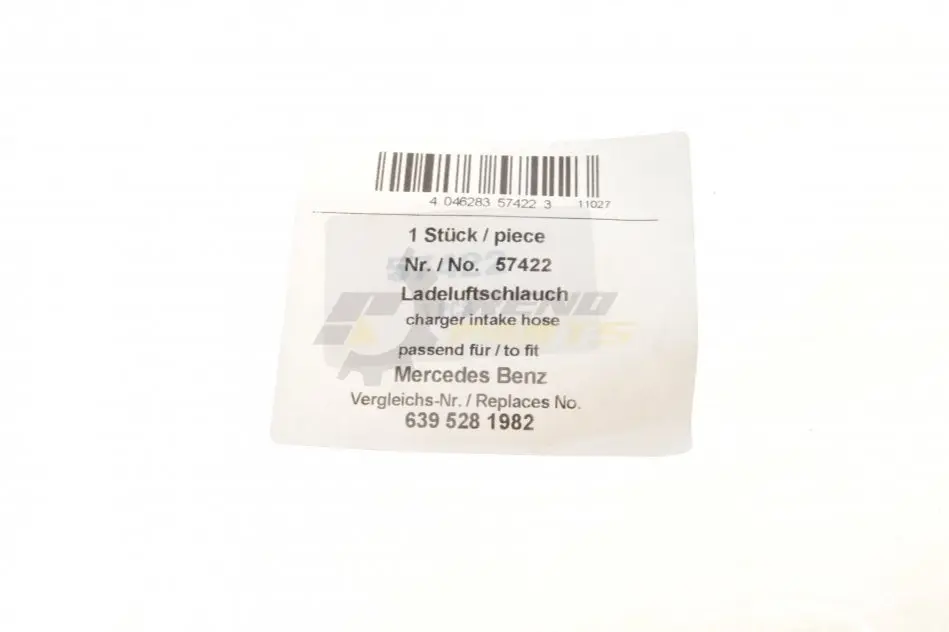 4 046283 57422 3 11027
1 Stück / piece
Nr. / No. 57422
57422
Ladeluftschlauch
charger intake hose
passend für / to fit
Mercedes Benz
Vergleichs-Nr. / Replaces No.
639 528 1982